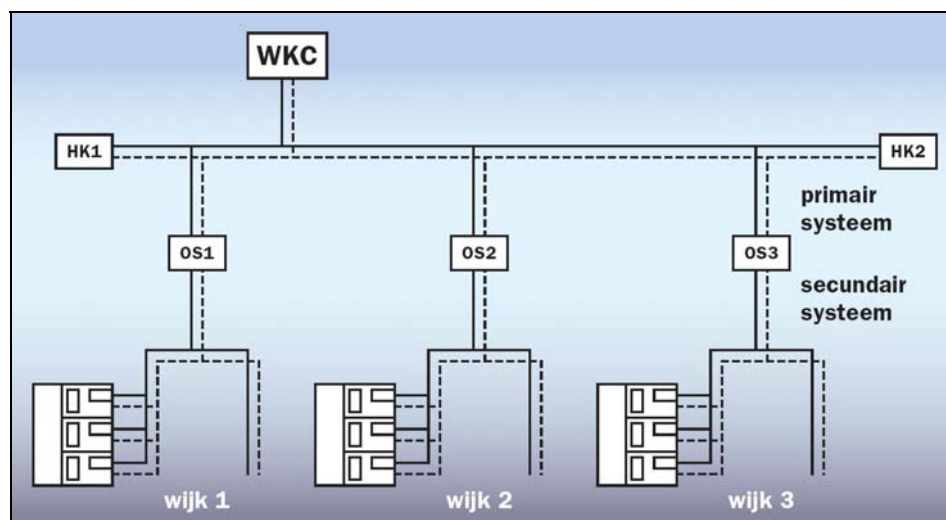 WKC
HK1
HK2
primair
systeem
OS1
OS2
OS3
secundair
systeem
wijk 1
wijk 2
wijk 3